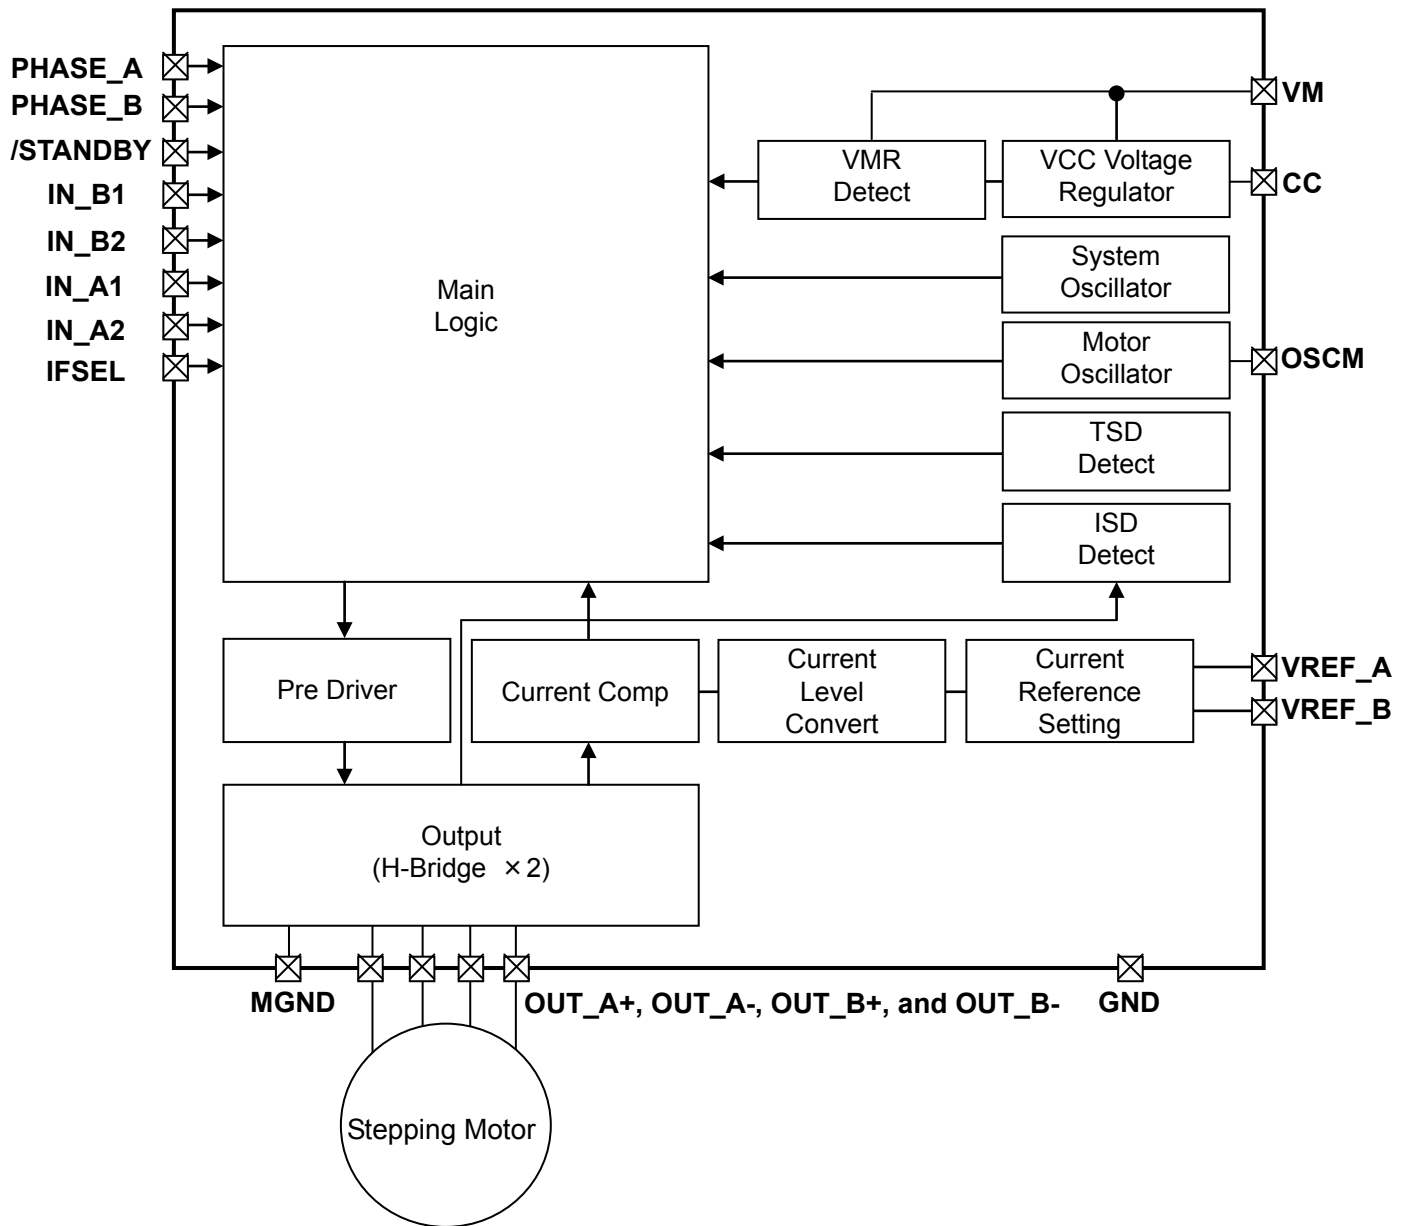 PHASE_A
PHASE_B
/STANDBY
IN_B1
IN_B2
IN_A1
IN_A2
IFSEL
Main
Logic
VMR
Detect
VCC Voltage
Regulator
System
Oscillator
Motor
Oscillator
TSD
Detect
ISD
Detect
VM
CC
OSCM
Pre Driver
Current Comp
Current
Level
Convert
Current
Reference
Setting
VREF_A
VREF_B
Output
(H-Bridge ×2)
MGND
OUT_A+, OUT_A-, OUT_B+, and OUT_B-
GND
Stepping Motor